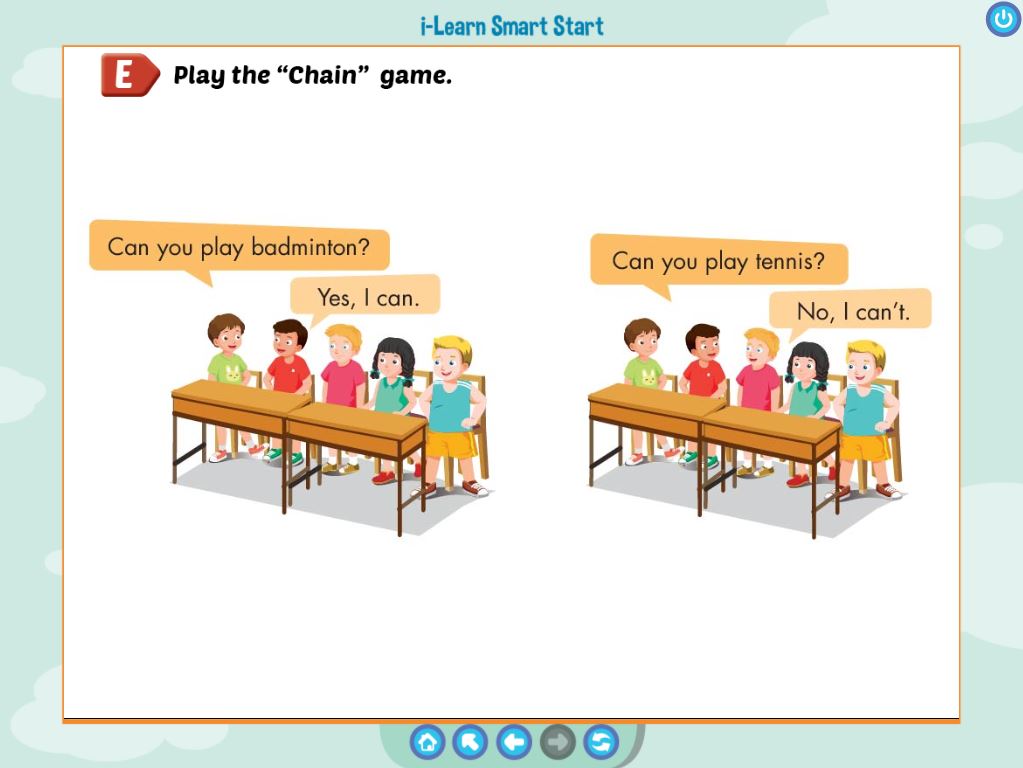 i-Learn Smart Start
E Play the “Chain” game.
Can you play badminton?
Yes, I can.
Can you play tennis?
No, I can’t.